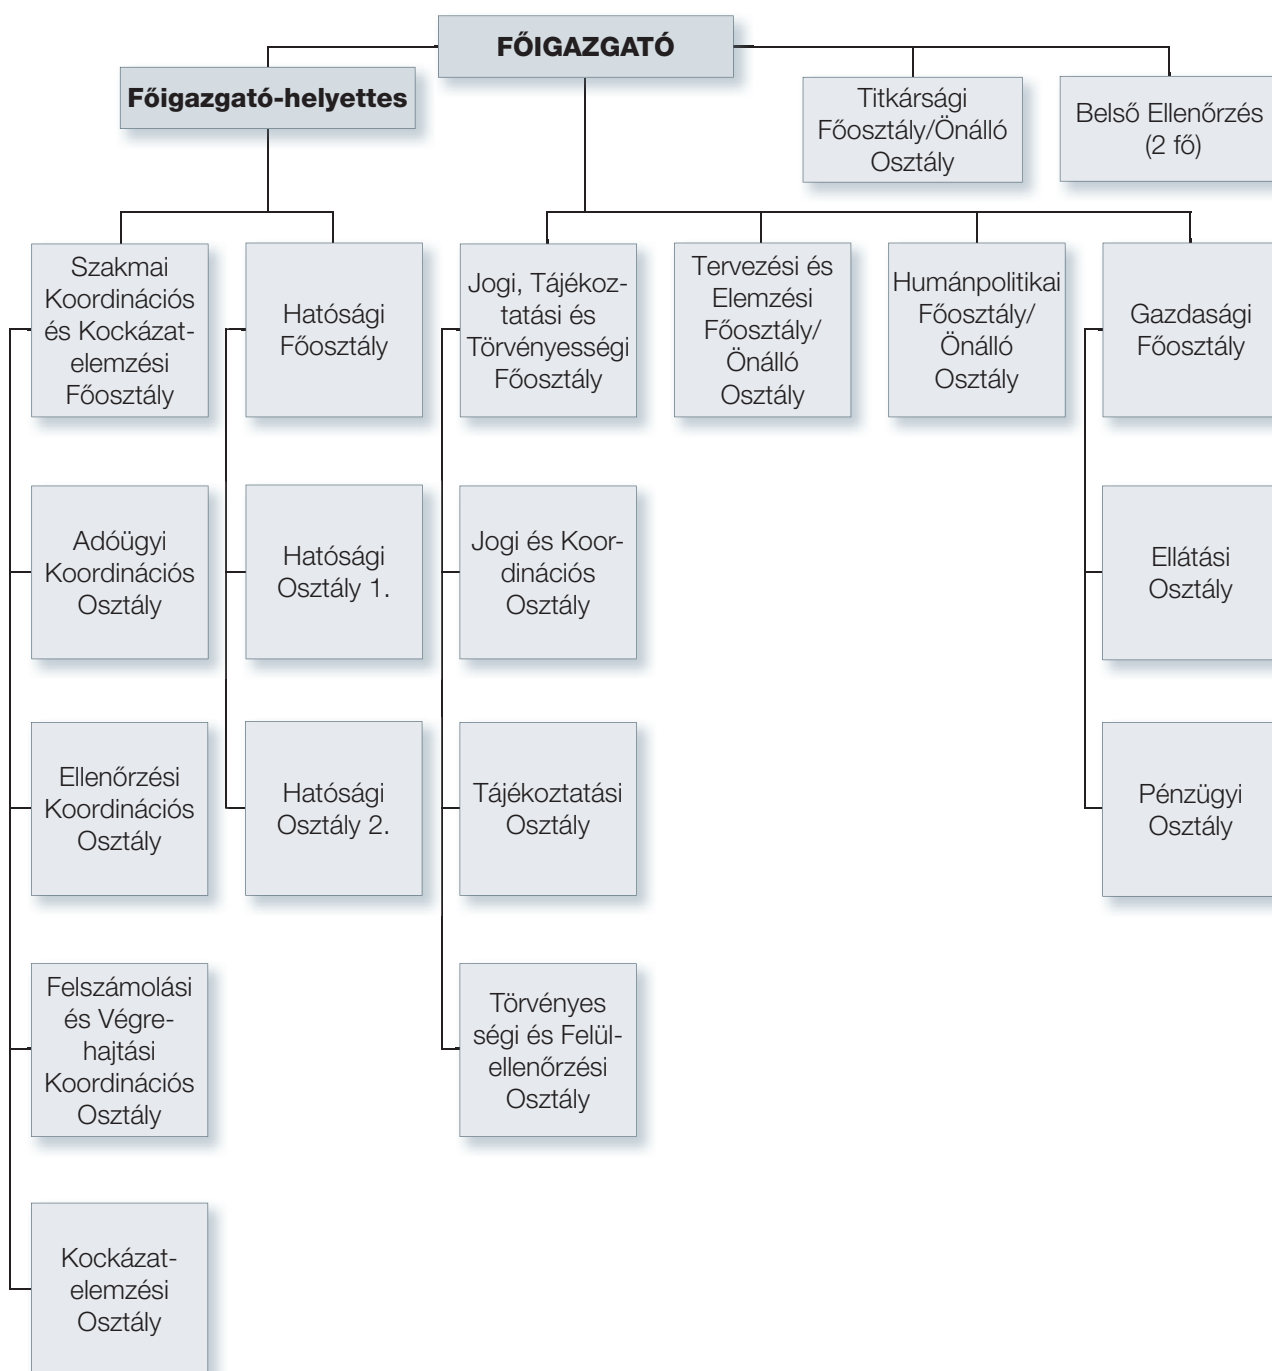 FŐIGAZGATÓ
Főigazgató-helyettes
Titkársági
Főosztály/Önálló
Osztály
Belső Ellenőrzés
(2 fő)
Szakmai
Koordinációs
és Kockázat-
elemzési
Főosztály
Hatósági
Főosztály
Jogi, Tájékoz-
tatási és
Törvényességi
Főosztály
Tervezési és
Elemzési
Főosztály/
Önálló
Osztály
Humánpolitikai
Főosztály/
Önálló
Osztály
Gazdasági
Főosztály
Adóügyi
Koordinációs
Osztály
Hatósági
Osztály 1.
Jogi és Koor-
dinációs
Osztály
Ellátási
Osztály
Ellenőrzési
Koordinációs
Osztály
Hatósági
Osztály 2.
Tájékoztatási
Osztály
Pénzügyi
Osztály
Felszámolási
és Végre-
hajtási
Koordinációs
Osztály
Törvényes
ségi és Felül-
ellenőrzési
Osztály
Kockázat-
elemzési
Osztály